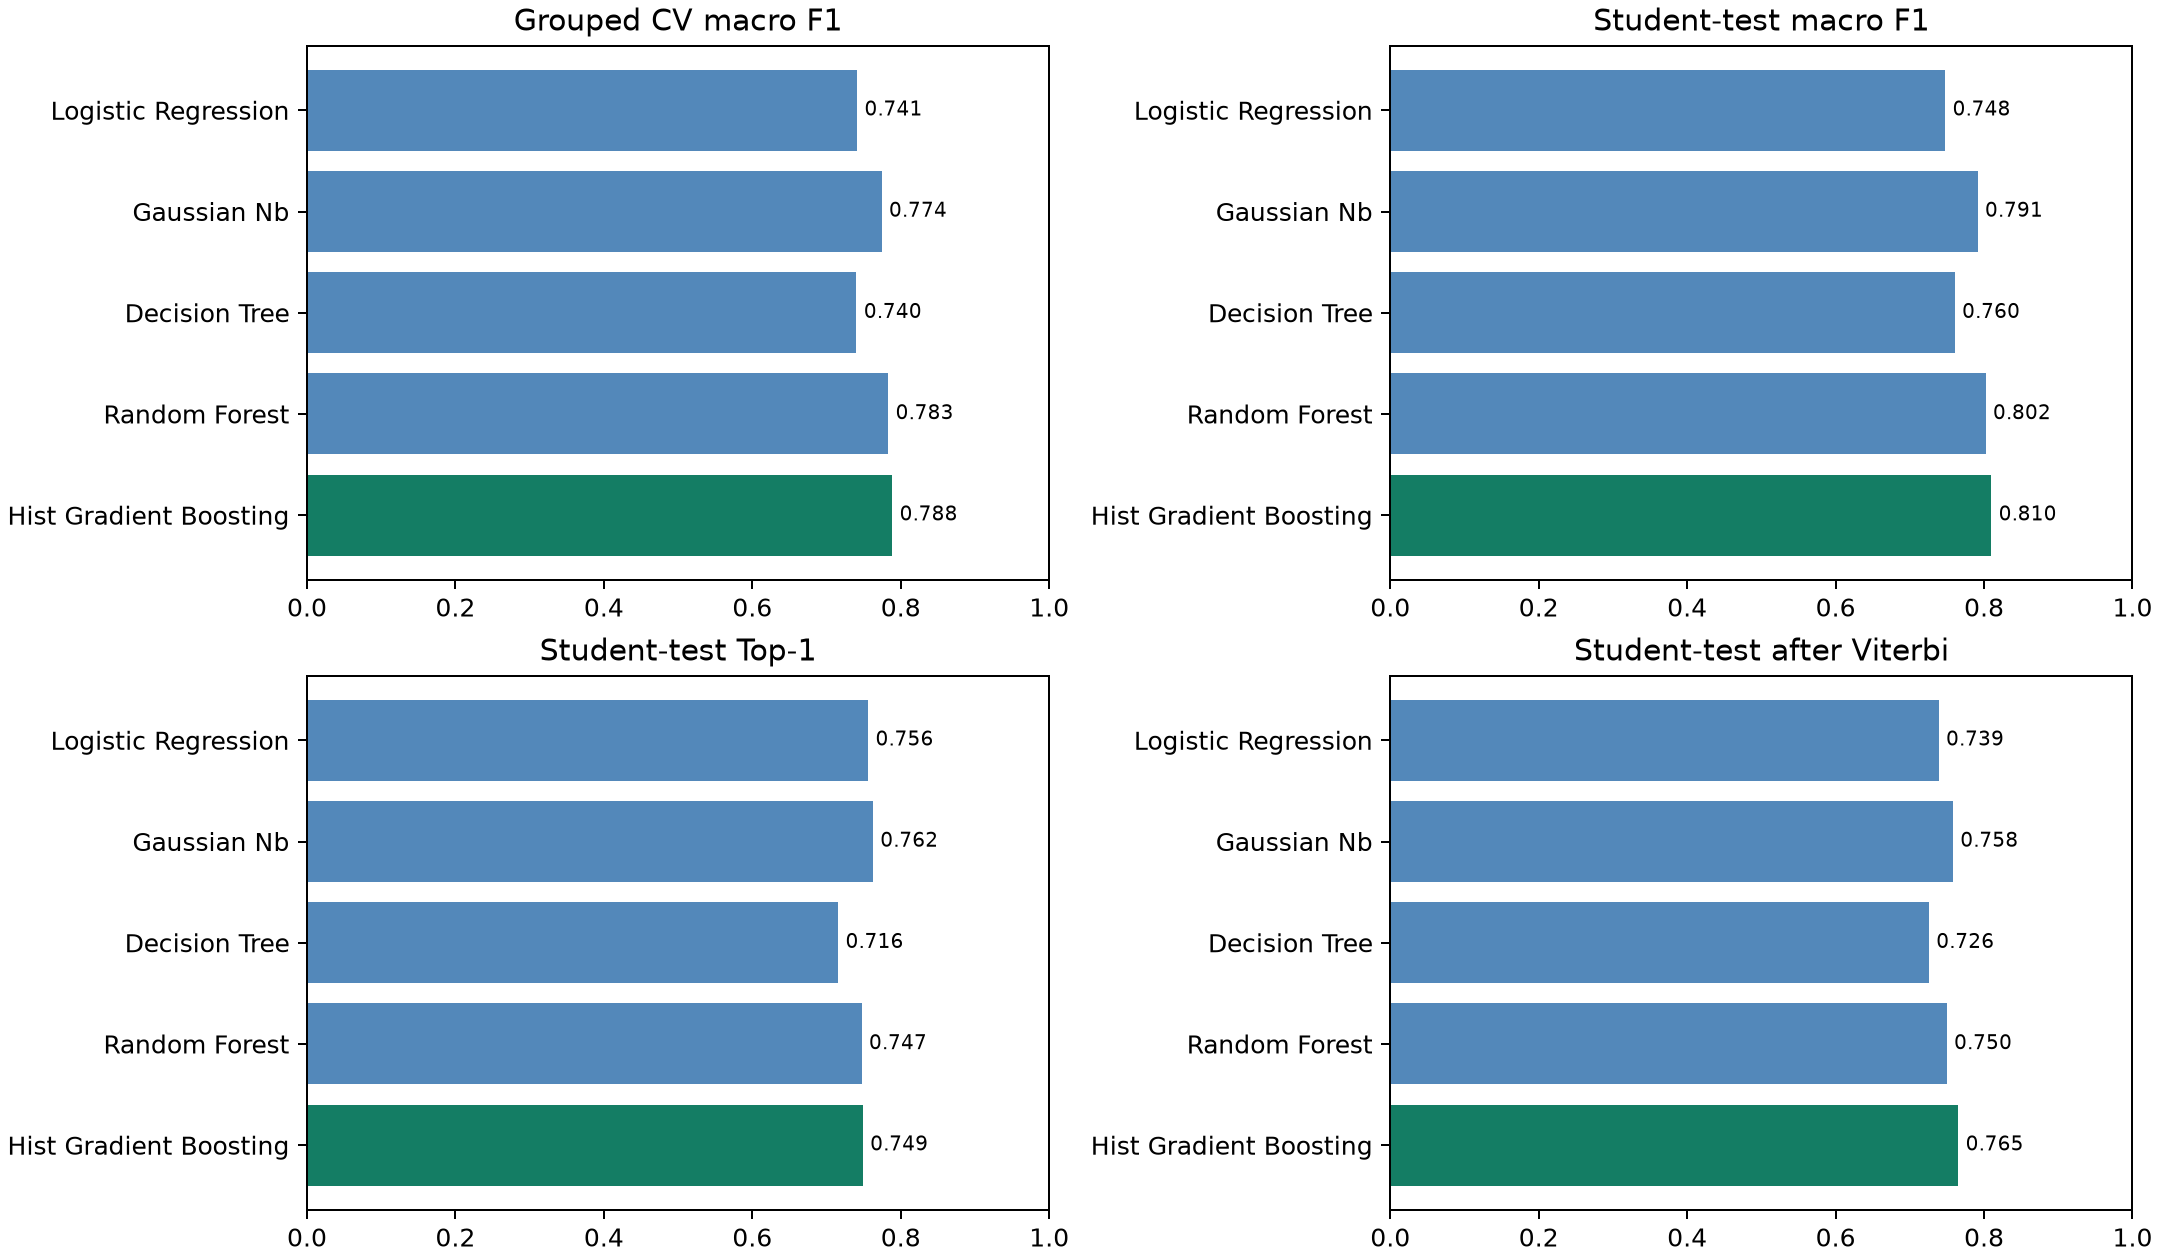 Grouped CV macro F1
Logistic Regression 0.741
Gaussian Nb 0.774
Decision Tree 0.740
Random Forest 0.783
Hist Gradient Boosting 0.788
0.0 0.2 0.4 0.6 0.8 1.0
Student-test macro F1
Logistic Regression 0.748
Gaussian Nb 0.791
Decision Tree 0.760
Random Forest 0.802
Hist Gradient Boosting 0.810
0.0 0.2 0.4 0.6 0.8 1.0
Student-test Top-1
Logistic Regression 0.756
Gaussian Nb 0.762
Decision Tree 0.716
Random Forest 0.747
Hist Gradient Boosting 0.749
0.0 0.2 0.4 0.6 0.8 1.0
Student-test after Viterbi
Logistic Regression 0.739
Gaussian Nb 0.758
Decision Tree 0.726
Random Forest 0.750
Hist Gradient Boosting 0.765
0.0 0.2 0.4 0.6 0.8 1.0